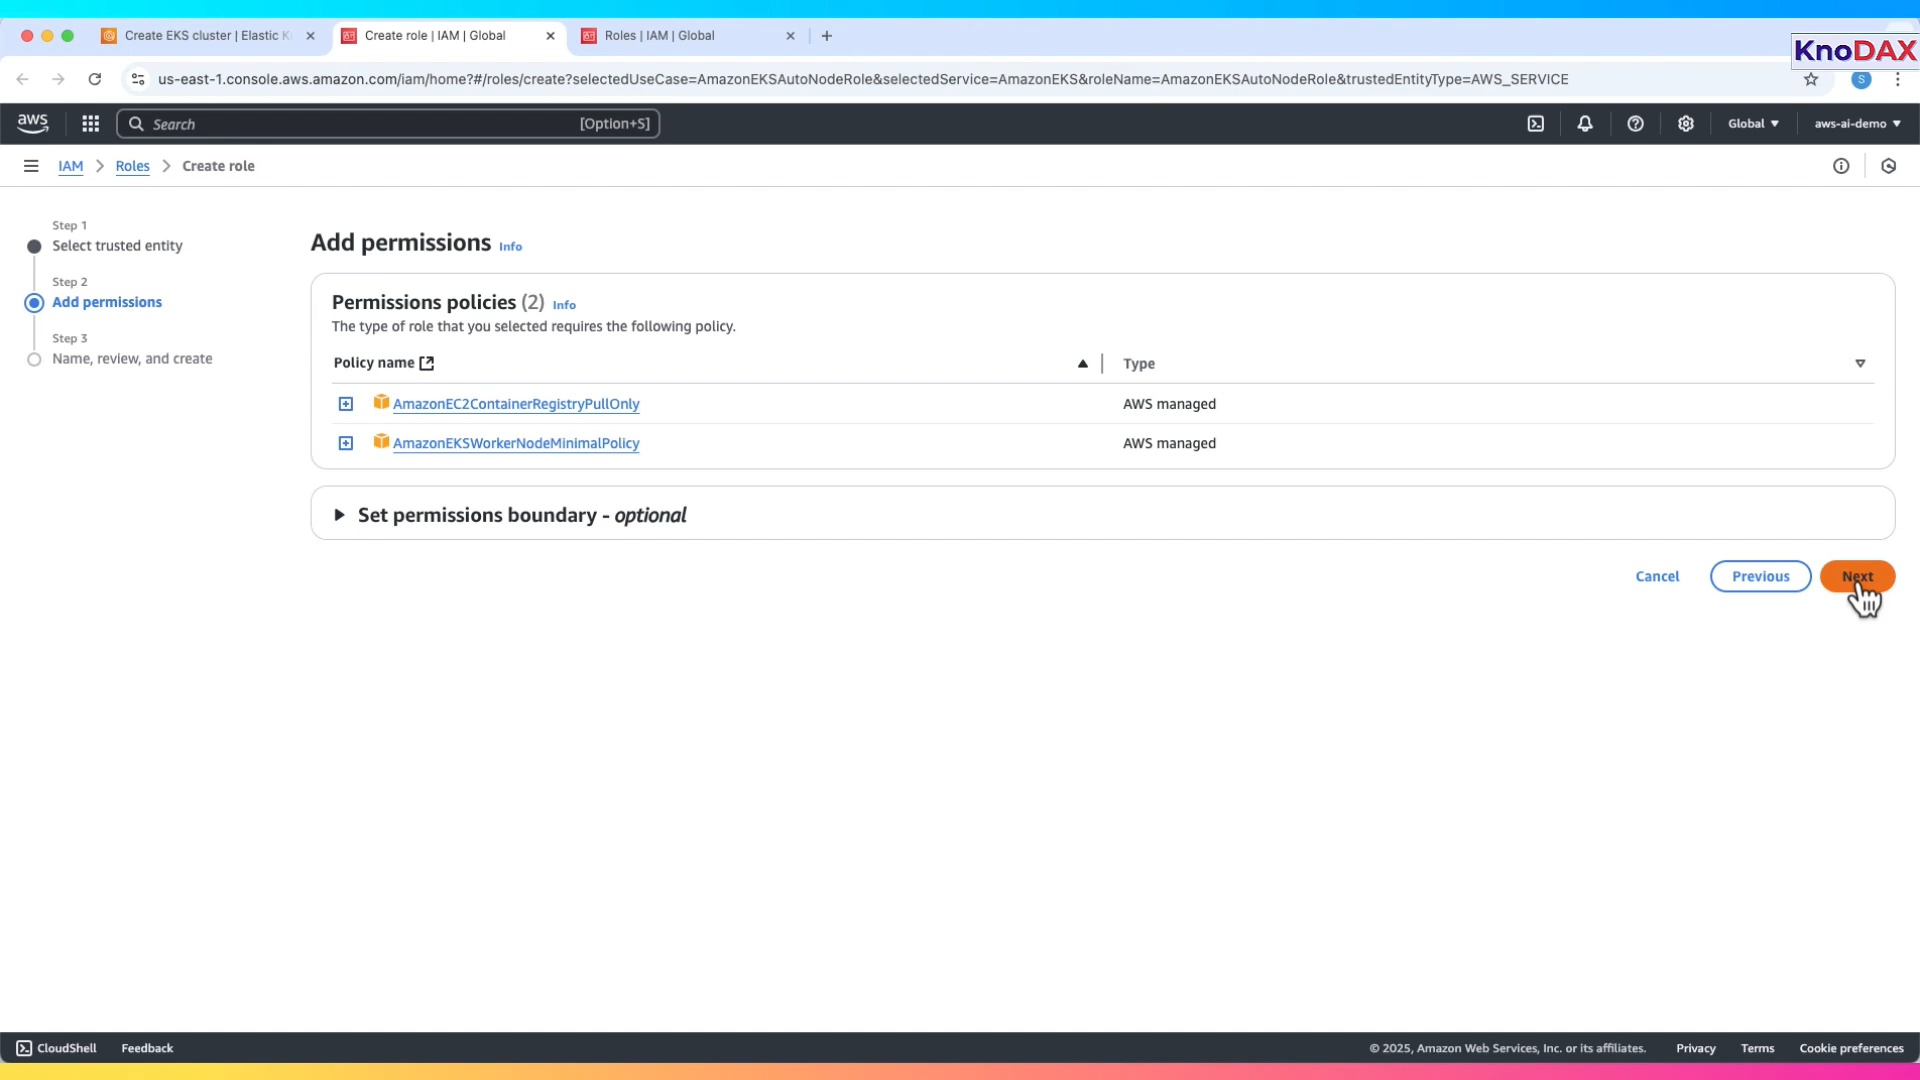 Create EKS cluster | Elastic K
Create role | IAM | Global
Roles | IAM | Global
KnoDAX
us-east-1.console.aws.amazon.com/iam/home?#/roles/create?selectedUseCase=AmazonEKSAutoNodeRole&selectedService=AmazonEKS&roleName=AmazonEKSAutoNodeRole&trustedEntityType=AWS_SERVICE
S
aws
Search
[Option+S]
Global
aws-ai-demo
IAM
Roles
Create role
Step 1
Select trusted entity
Step 2
Add permissions
Step 3
Name, review, and create
Add permissions Info
Permissions policies (2) Info
The type of role that you selected requires the following policy.
Policy name
Type
AmazonEC2ContainerRegistryPullOnly
AWS managed
AmazonEKSWorkerNodeMinimalPolicy
AWS managed
Set permissions boundary - optional
Cancel
Previous
Next
CloudShell
Feedback
© 2025, Amazon Web Services, Inc. or its affiliates.
Privacy
Terms
Cookie preferences